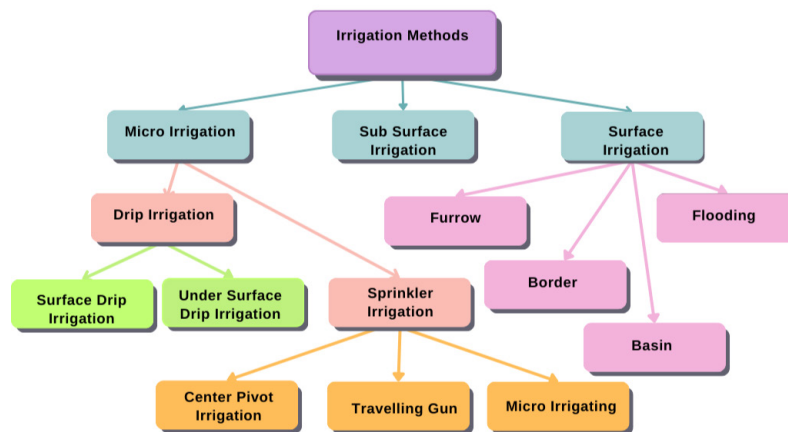 Irrigation Methods
Micro Irrigation
Sub Surface
Irrigation
Surface
Irrigation
Drip Irrigation
Furrow
Flooding
Surface Drip
Irrigation
Under Surface
Drip Irrigation
Sprinkler
Irrigation
Border
Basin
Center Pivot
Irrigation
Travelling Gun
Micro Irrigating